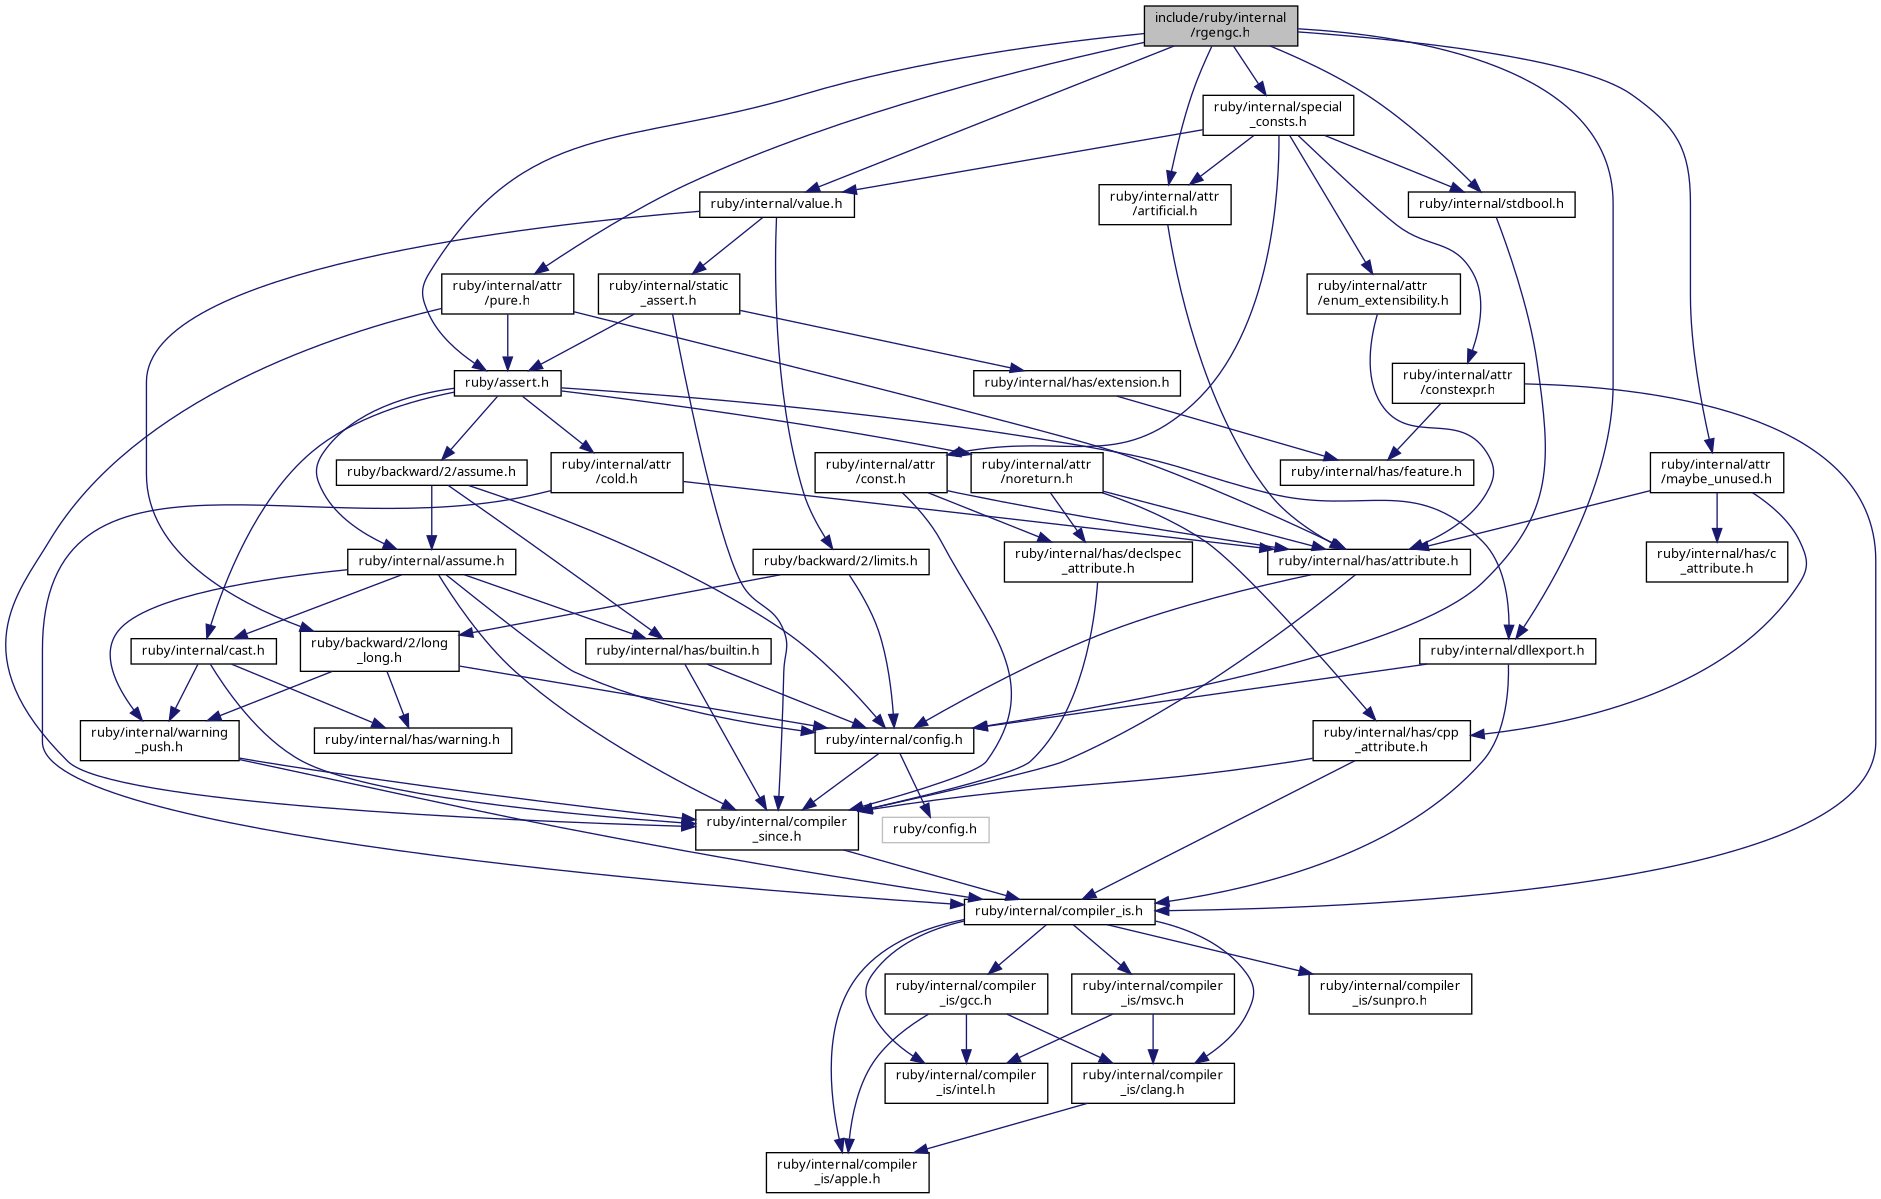 include/ruby/internal
/rgengc.h
ruby/internal/special
_consts.h
ruby/internal/value.h
ruby/internal/attr
/artificial.h
ruby/internal/stdbool.h
ruby/internal/attr
/pure.h
ruby/internal/static
_assert.h
ruby/internal/attr
/enum_extensibility.h
ruby/assert.h
ruby/internal/has/extension.h
ruby/internal/attr
/constexpr.h
ruby/backward/2/assume.h
ruby/internal/attr
/cold.h
ruby/internal/attr
/const.h
ruby/internal/attr
/noreturn.h
ruby/internal/has/feature.h
ruby/internal/attr
/maybe_unused.h
ruby/internal/assume.h
ruby/backward/2/limits.h
ruby/internal/has/declspec
_attribute.h
ruby/internal/has/attribute.h
ruby/internal/has/c
_attribute.h
ruby/internal/cast.h
ruby/backward/2/long
_long.h
ruby/internal/has/builtin.h
ruby/internal/dllexport.h
ruby/internal/warning
_push.h
ruby/internal/has/warning.h
ruby/internal/config.h
ruby/internal/has/cpp
_attribute.h
ruby/internal/compiler
_since.h
ruby/config.h
ruby/internal/compiler_is.h
ruby/internal/compiler
_is/gcc.h
ruby/internal/compiler
_is/msvc.h
ruby/internal/compiler
_is/sunpro.h
ruby/internal/compiler
_is/intel.h
ruby/internal/compiler
_is/clang.h
ruby/internal/compiler
_is/apple.h